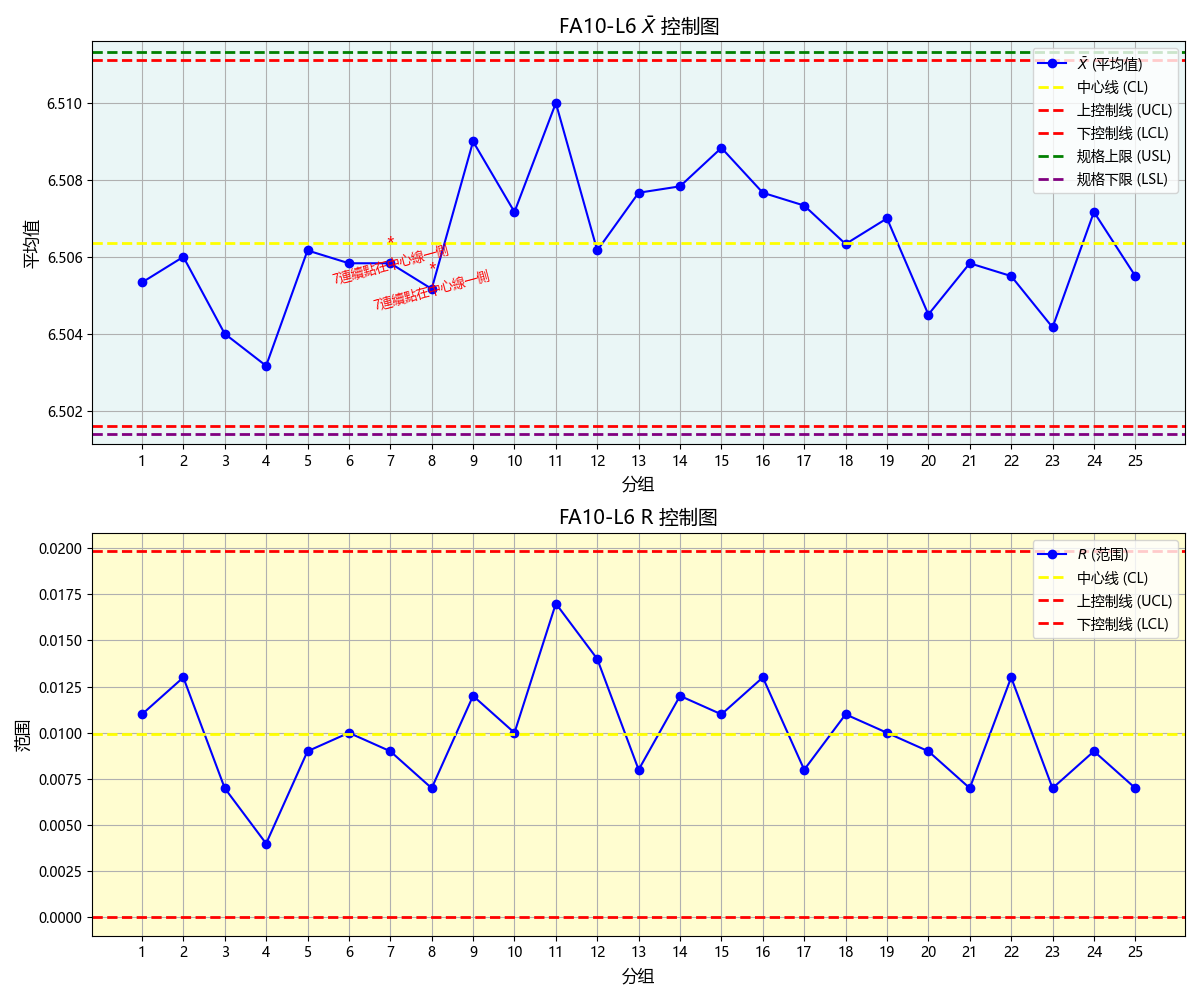 FA10-L6 X̄ 控制图
X̄ (平均值)
中心线 (CL)
上控制线 (UCL)
下控制线 (LCL)
规格上限 (USL)
规格下限 (LSL)
平均值
6.510
6.508
6.506
6.504
6.502
*
7連續點在中心線一側
*
7連續點在中心線一側
1 2 3 4 5 6 7 8 9 10 11 12 13 14 15 16 17 18 19 20 21 22 23 24 25
分组
FA10-L6 R 控制图
R (范围)
中心线 (CL)
上控制线 (UCL)
下控制线 (LCL)
范围
0.0200
0.0175
0.0150
0.0125
0.0100
0.0075
0.0050
0.0025
0.0000
1 2 3 4 5 6 7 8 9 10 11 12 13 14 15 16 17 18 19 20 21 22 23 24 25
分组